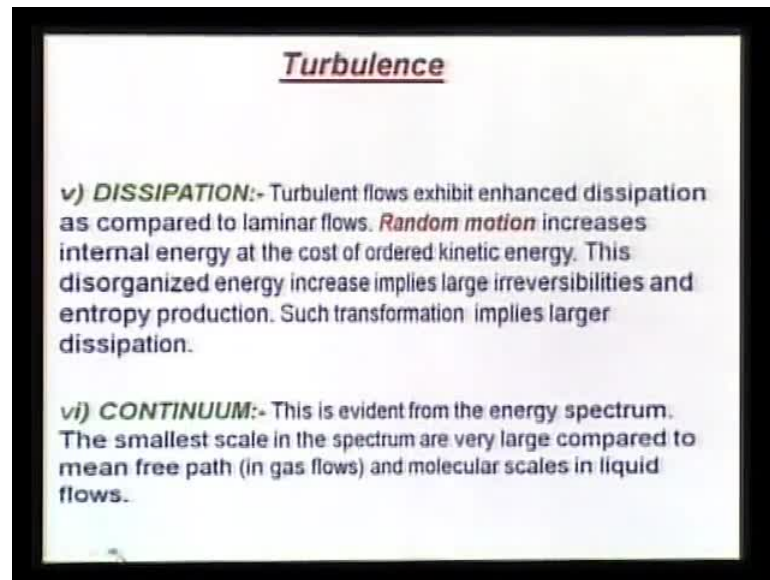 Turbulence
v) DISSIPATION:- Turbulent flows exhibit enhanced dissipation
as compared to laminar flows. Random motion increases
internal energy at the cost of ordered kinetic energy. This
disorganized energy increase implies large irreversibilities and
entropy production. Such transformation implies larger
dissipation.
vi) CONTINUUM:- This is evident from the energy spectrum.
The smallest scale in the spectrum are very large compared to
mean free path (in gas flows) and molecular scales in liquid
flows.